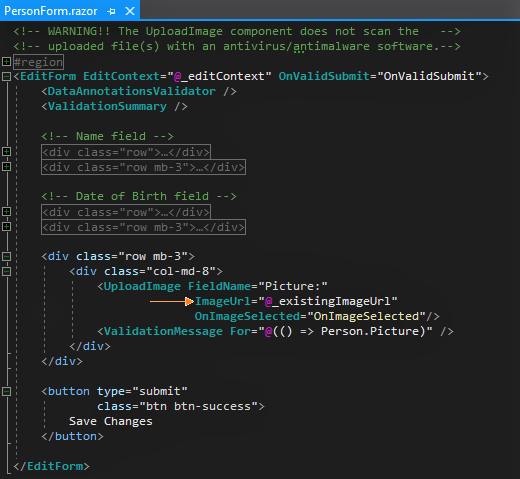 PersonForm.razor
<!-- WARNING!! The UploadImage component does not scan the   -->
<!-- uploaded file(s) with an antivirus/antimalware software.-->
#region
<EditForm EditContext="@_editContext" OnValidSubmit="OnValidSubmit">
    <DataAnnotationsValidator />
    <ValidationSummary />
    <!-- Name field -->
    <div class="row">…</div>
    <div class="row mb-3">…</div>
    <!-- Date of Birth field -->
    <div class="row">…</div>
    <div class="row mb-3">…</div>
    <div class="row mb-3">
        <div class="col-md-8">
            <UploadImage FieldName="Picture:"
                         ImageUrl="@_existingImageUrl"
                         OnImageSelected="OnImageSelected"/>
            <ValidationMessage For="@(() => Person.Picture)" />
        </div>
    </div>
    <button type="submit"
            class="btn btn-success">
        Save Changes
    </button>
</EditForm>